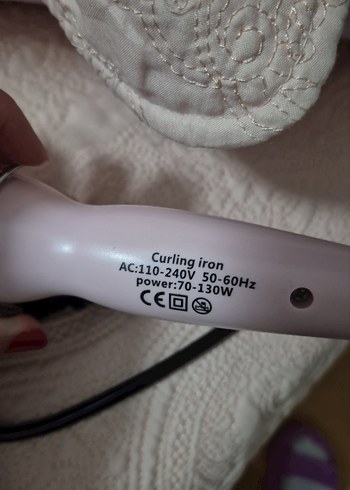 Curling iron
AC:110-240V 50-60Hz
power:70-130W
CE